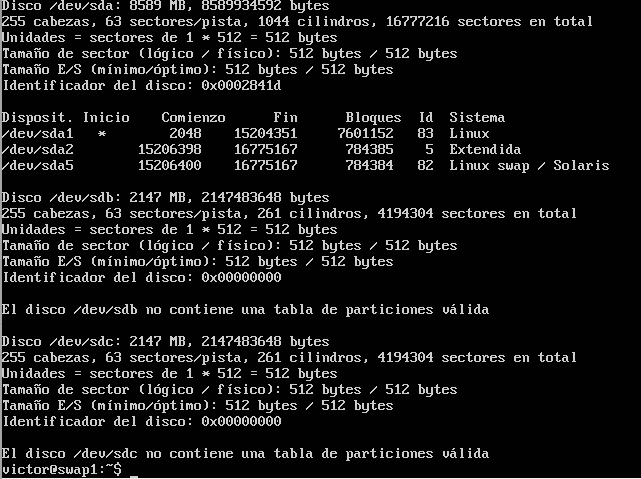 Disco /dev/sda: 8589 MB, 8589934592 bytes
255 cabezas, 63 sectores/pista, 1044 cilindros, 16777216 sectores en total
Unidades = sectores de 1 * 512 = 512 bytes
Tamaño de sector (lógico / físico): 512 bytes / 512 bytes
Tamaño E/S (mínimo/óptimo): 512 bytes / 512 bytes
Identificador del disco: 0x0002841d
Disposit. Inicio    Comienzo      Fin      Bloques  Id  Sistema
/dev/sda1   *        2048    15204351     7601152   83  Linux
/dev/sda2        15206398    16775167      784385    5  Extendida
/dev/sda5        15206400    16775167      784384   82  Linux swap / Solaris
Disco /dev/sdb: 2147 MB, 2147483648 bytes
255 cabezas, 63 sectores/pista, 261 cilindros, 4194304 sectores en total
Unidades = sectores de 1 * 512 = 512 bytes
Tamaño de sector (lógico / físico): 512 bytes / 512 bytes
Tamaño E/S (mínimo/óptimo): 512 bytes / 512 bytes
Identificador del disco: 0x00000000
El disco /dev/sdb no contiene una tabla de particiones válida
Disco /dev/sdc: 2147 MB, 2147483648 bytes
255 cabezas, 63 sectores/pista, 261 cilindros, 4194304 sectores en total
Unidades = sectores de 1 * 512 = 512 bytes
Tamaño de sector (lógico / físico): 512 bytes / 512 bytes
Tamaño E/S (mínimo/óptimo): 512 bytes / 512 bytes
Identificador del disco: 0x00000000
El disco /dev/sdc no contiene una tabla de particiones válida
victor@swap1:~$ _